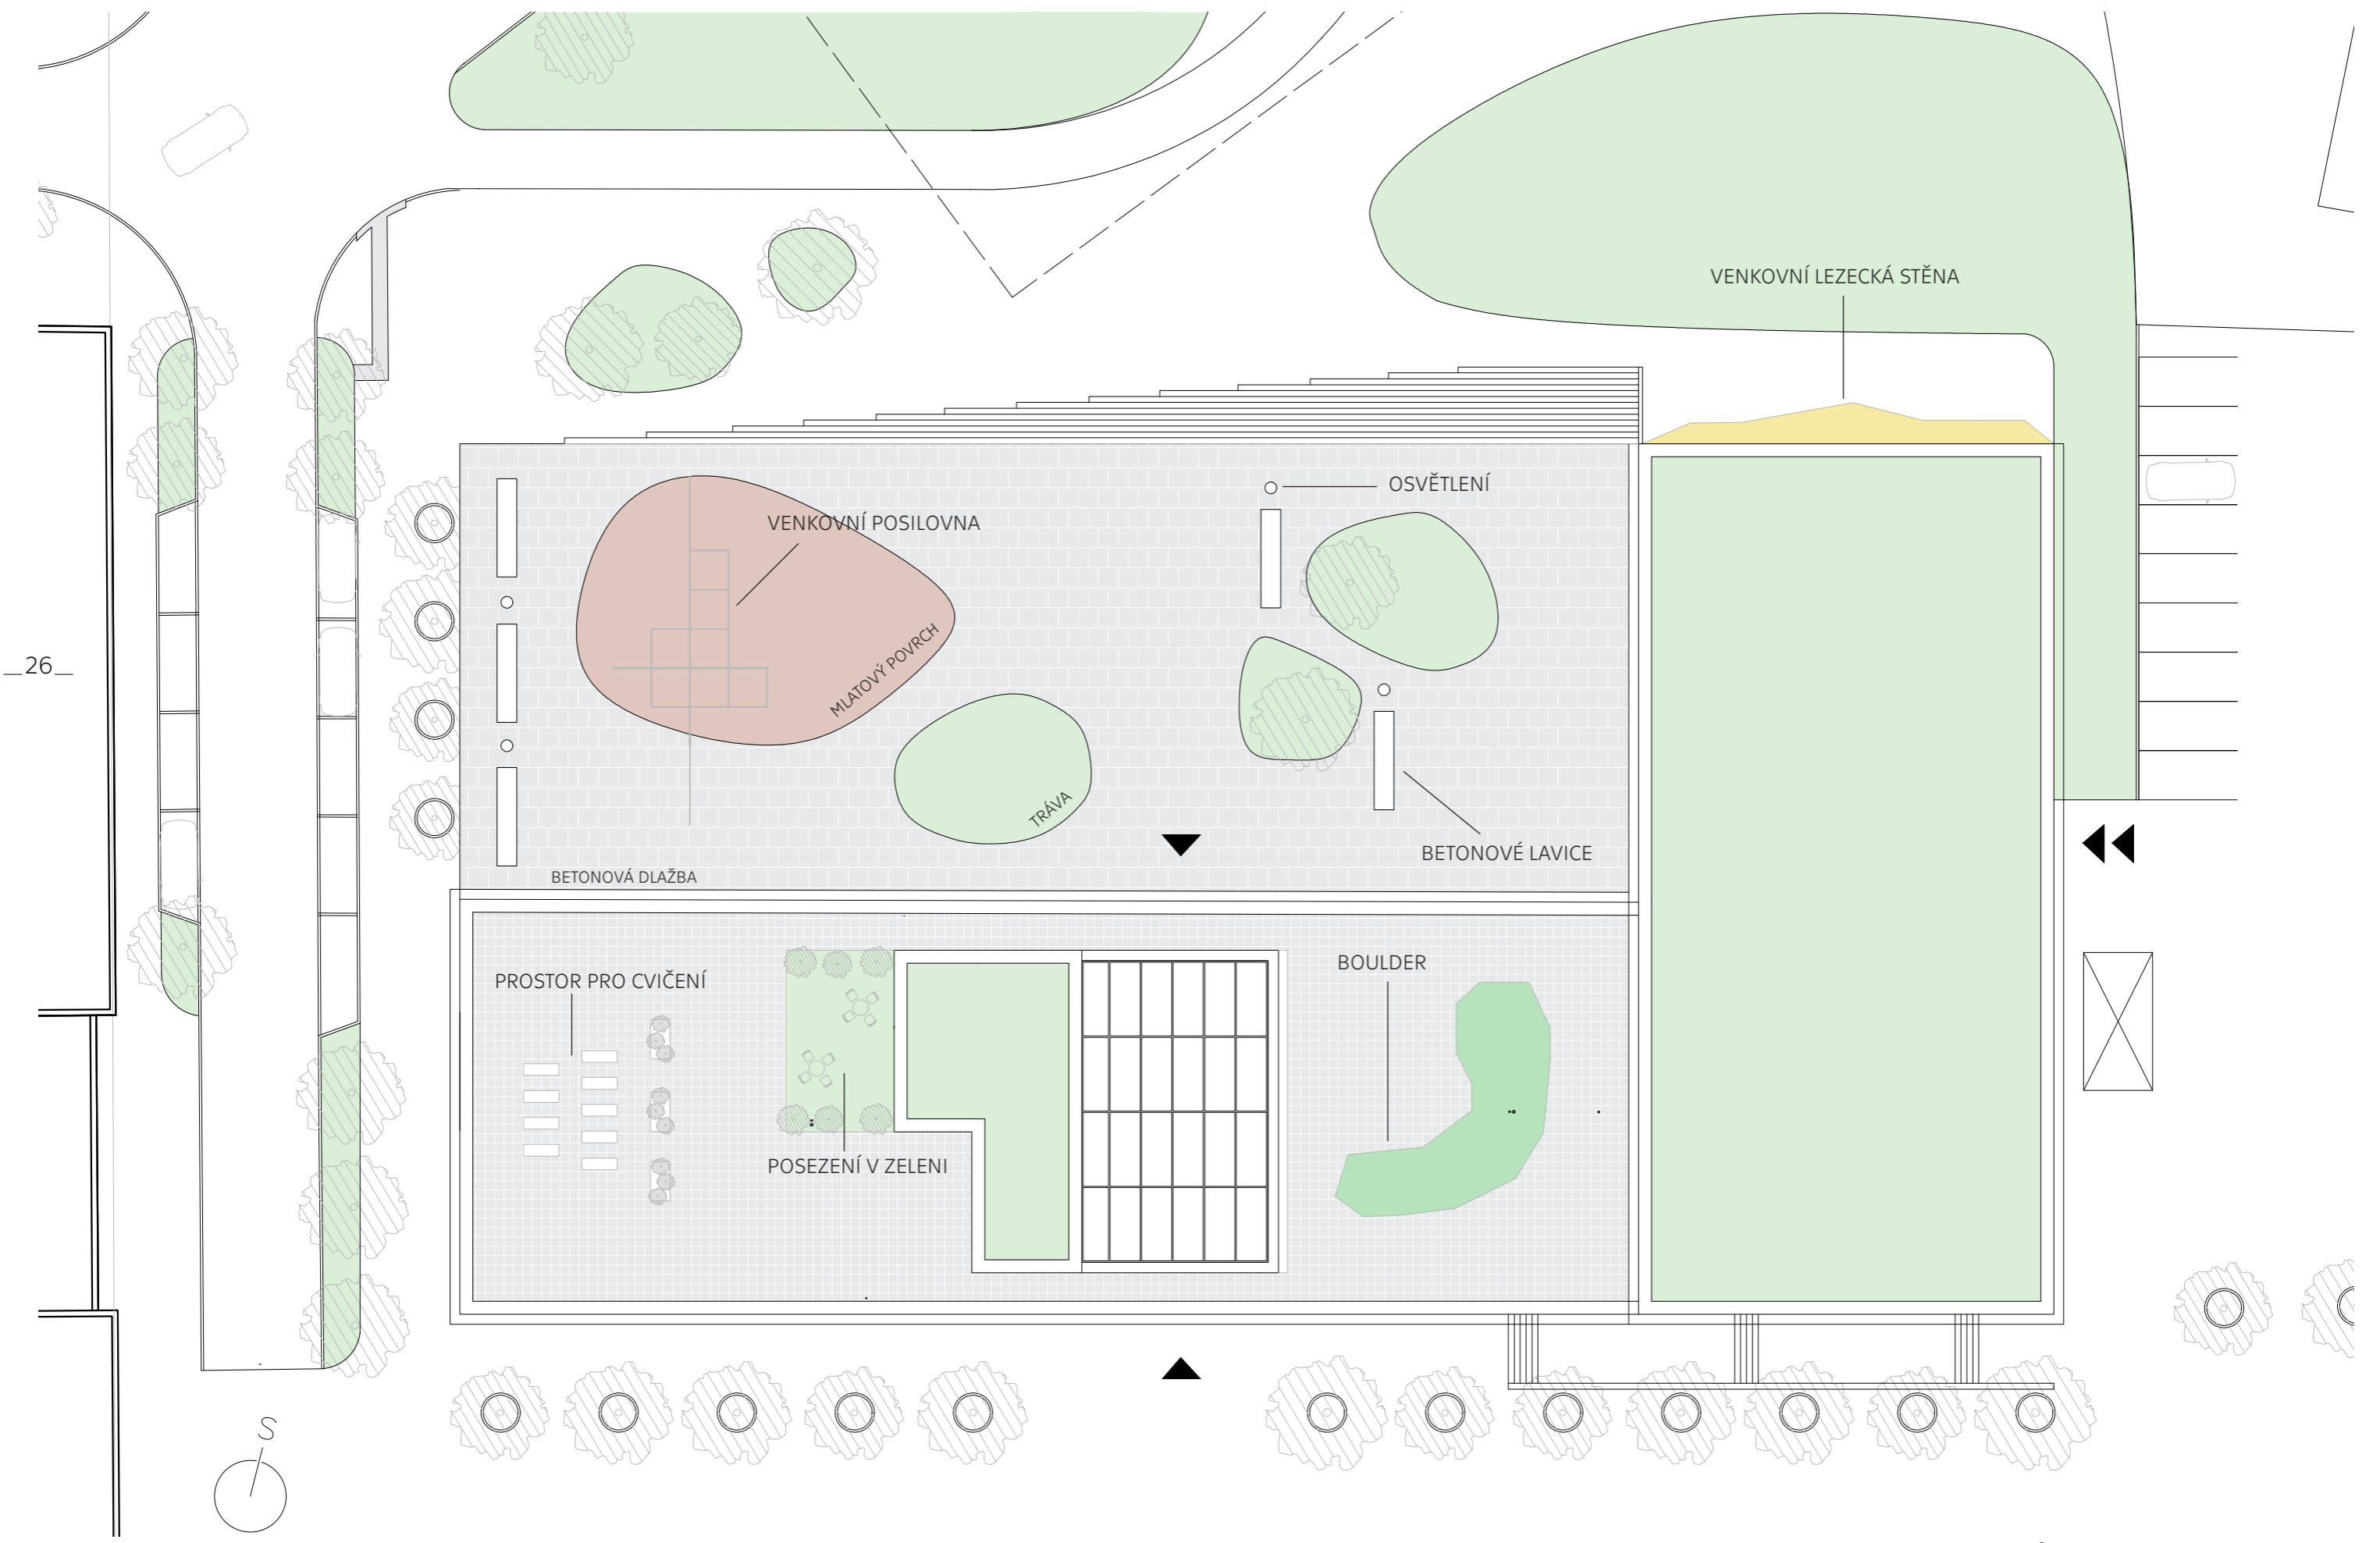 VENKOVNÍ LEZECKÁ STĚNA
OSVĚTLENÍ
VENKOVNÍ POSILOVNA
MLATOVÝ POVRCH
_26_
TRÁVA
BETONOVÉ LAVICE
BETONOVÁ DLAŽBA
BOULDER
PROSTOR PRO CVIČENÍ
POSEZENÍ V ZELENI
S